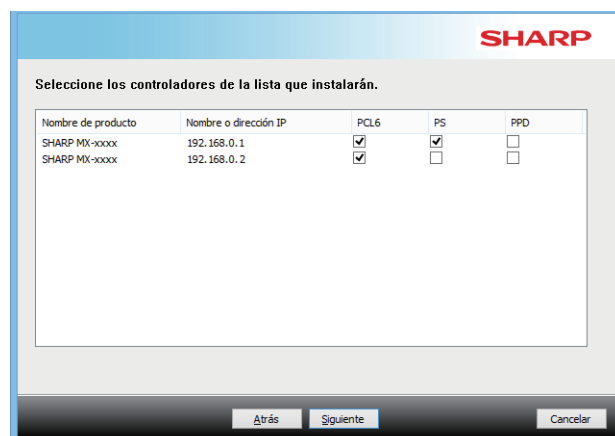 SHARP
Seleccione los controladores de la lista que instalarán.
Nombre de producto Nombre o dirección IP PCL6 PS PPD
SHARP MX-xxxx 192.168.0.1
SHARP MX-xxxx 192.168.0.2
Atrás Siguiente Cancelar